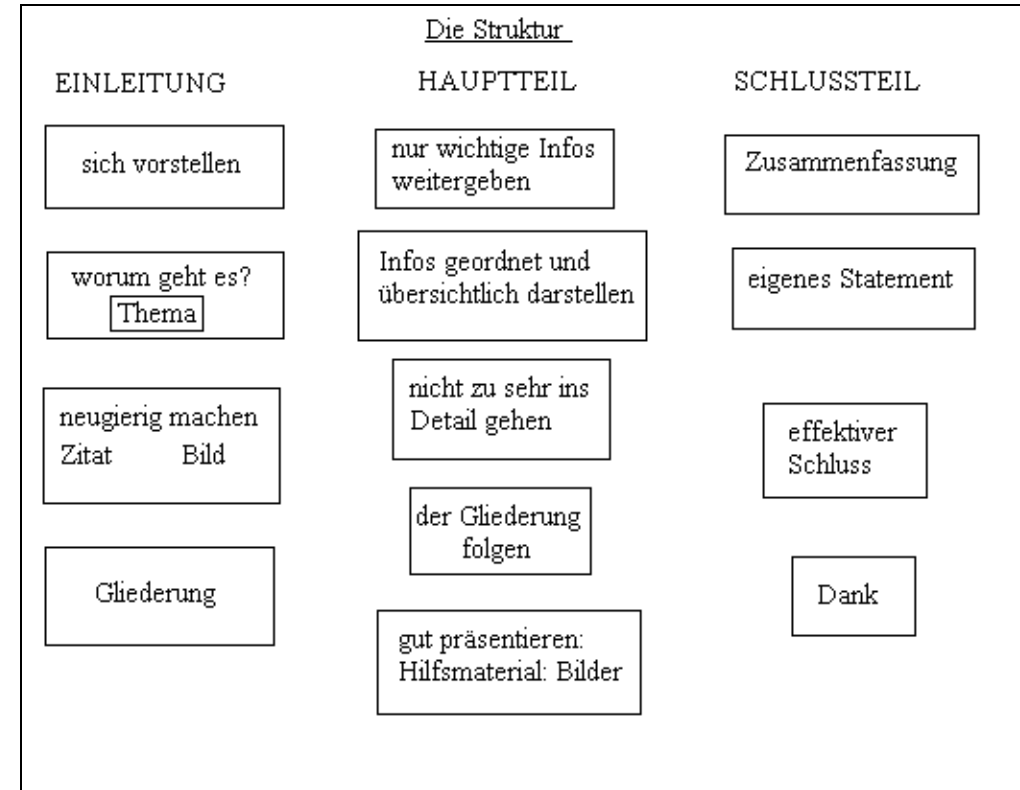 Die Struktur
EINLEITUNG
sich vorstellen
worum geht es?
Thema
neugierig machen
Zitat Bild
Gliederung
HAUPTTEIL
nur wichtige Infos
weitergeben
Infos geordnet und
übersichtlich darstellen
nicht zu sehr ins
Detail gehen
der Gliederung
folgen
gut präsentieren:
Hilfsmaterial: Bilder
SCHLUSSTEIL
Zusammenfassung
eigenes Statement
effektiver
Schluss
Dank